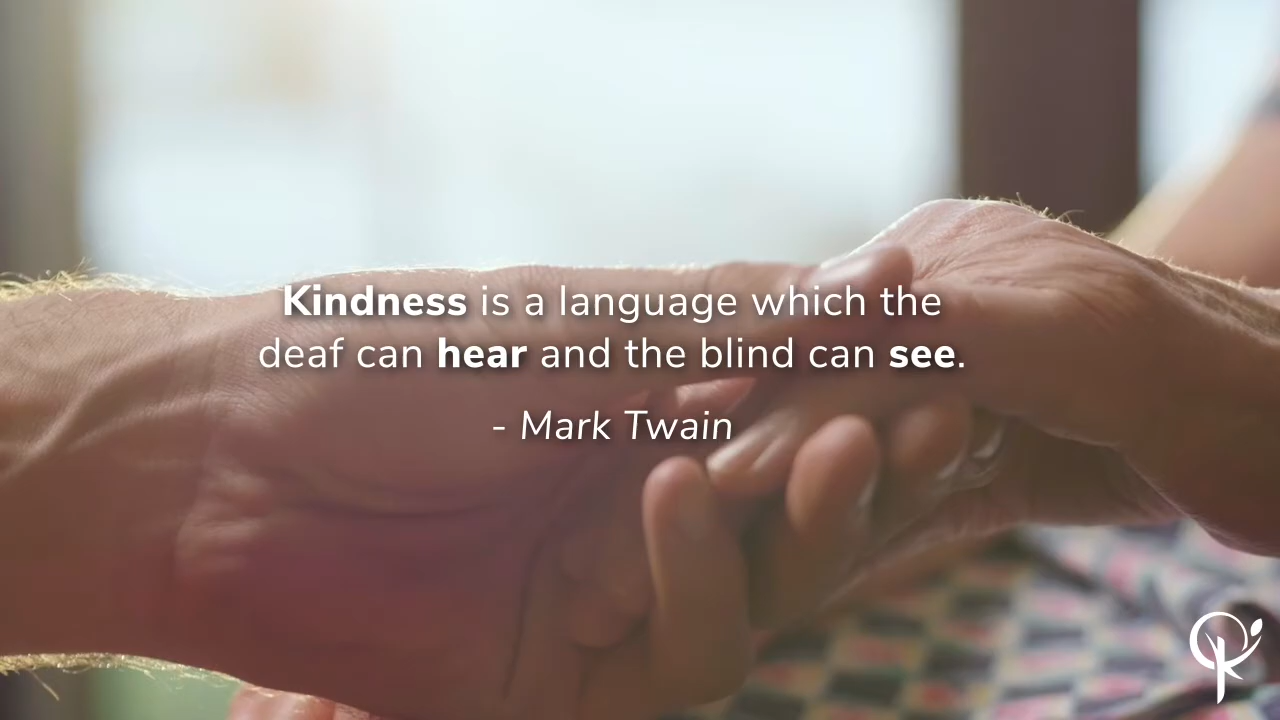 Kindness is a language which the
deaf can hear and the blind can see.
- Mark Twain